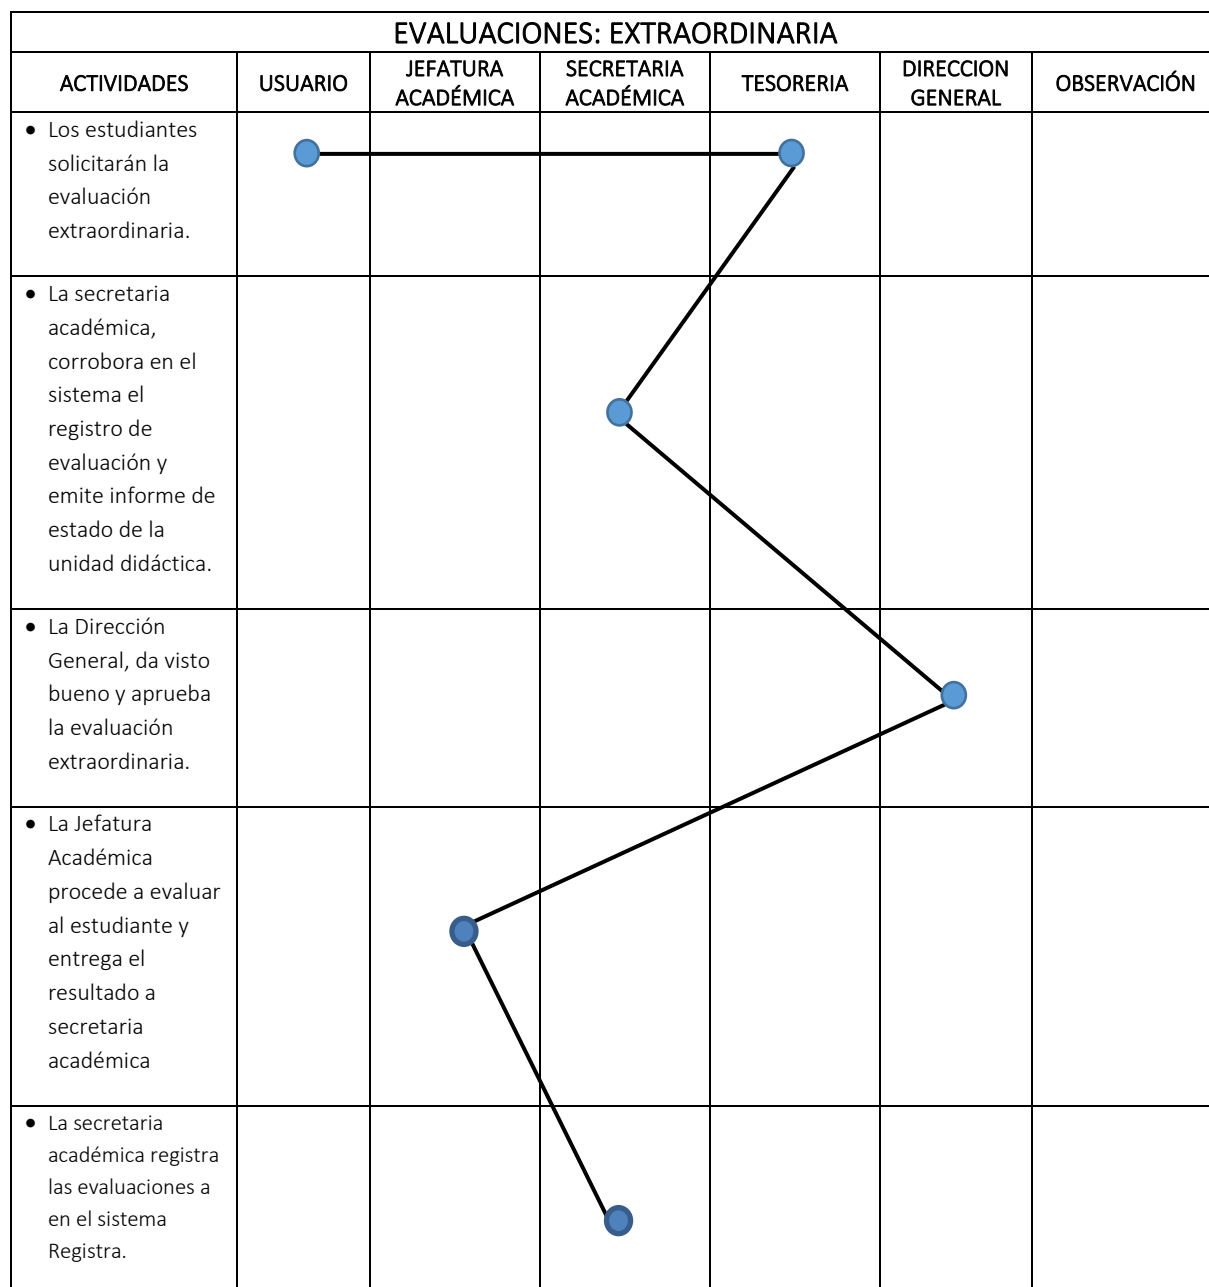 EVALUACIONES: EXTRAORDINARIA
ACTIVIDADES
USUARIO
JEFATURA
ACADÉMICA
SECRETARIA
ACADÉMICA
TESORERIA
DIRECCION
GENERAL
OBSERVACIÓN
• Los estudiantes
solicitarán la
evaluación
extraordinaria.
• La secretaria
académica,
corrobora en el
sistema el
registro de
evaluación y
emite informe de
estado de la
unidad didáctica.
• La Dirección
General, da visto
bueno y aprueba
la evaluación
extraordinaria.
• La Jefatura
Académica
procede a evaluar
al estudiante y
entrega el
resultado a
secretaria
académica
• La secretaria
académica registra
las evaluaciones a
en el sistema
Registra.